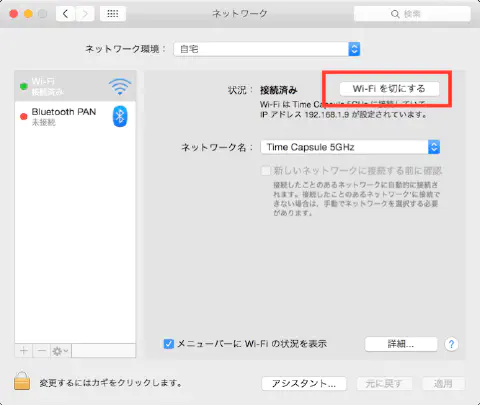 ネットワーク
検索
ネットワーク環境： 自宅
Wi-Fi
接続済み
Bluetooth PAN
未接続
状況： 接続済み
Wi-Fi を切にする
Wi-Fi は Time Capsule 5GHz に接続していて、
IP アドレス 192.168.1.9 が設定されています。
ネットワーク名： Time Capsule 5GHz
新しいネットワークに接続する前に確認
接続したことのあるネットワークに自動的に接続されま
す。接続したことのあるネットワークに接続で
きない場合は、手動でネットワークを選択する必要
があります。
メニューバーに Wi-Fi の状況を表示
詳細...
?
変更するにはカギをクリックします。
アシスタント...
元に戻す
適用